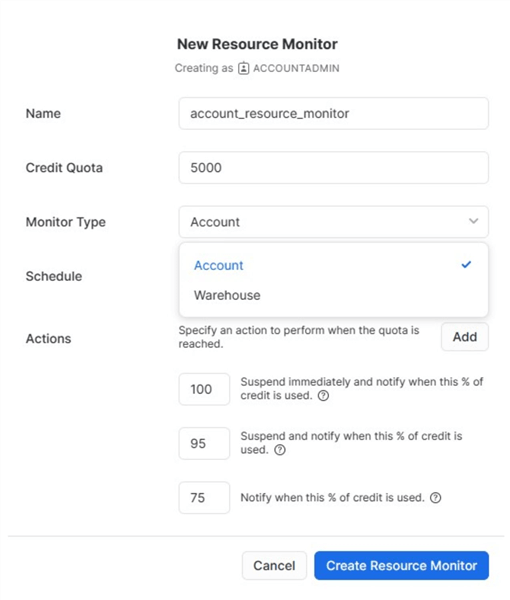 New Resource Monitor
Creating as ACCOUNTADMIN
Name
account_resource_monitor
Credit Quota
5000
Monitor Type
Account
Schedule
Account
Warehouse
Actions
Specify an action to perform when the quota is
reached.
Add
100
Suspend immediately and notify when this % of
credit is used. ?
95
Suspend and notify when this % of credit is
used. ?
75
Notify when this % of credit is used. ?
Cancel
Create Resource Monitor